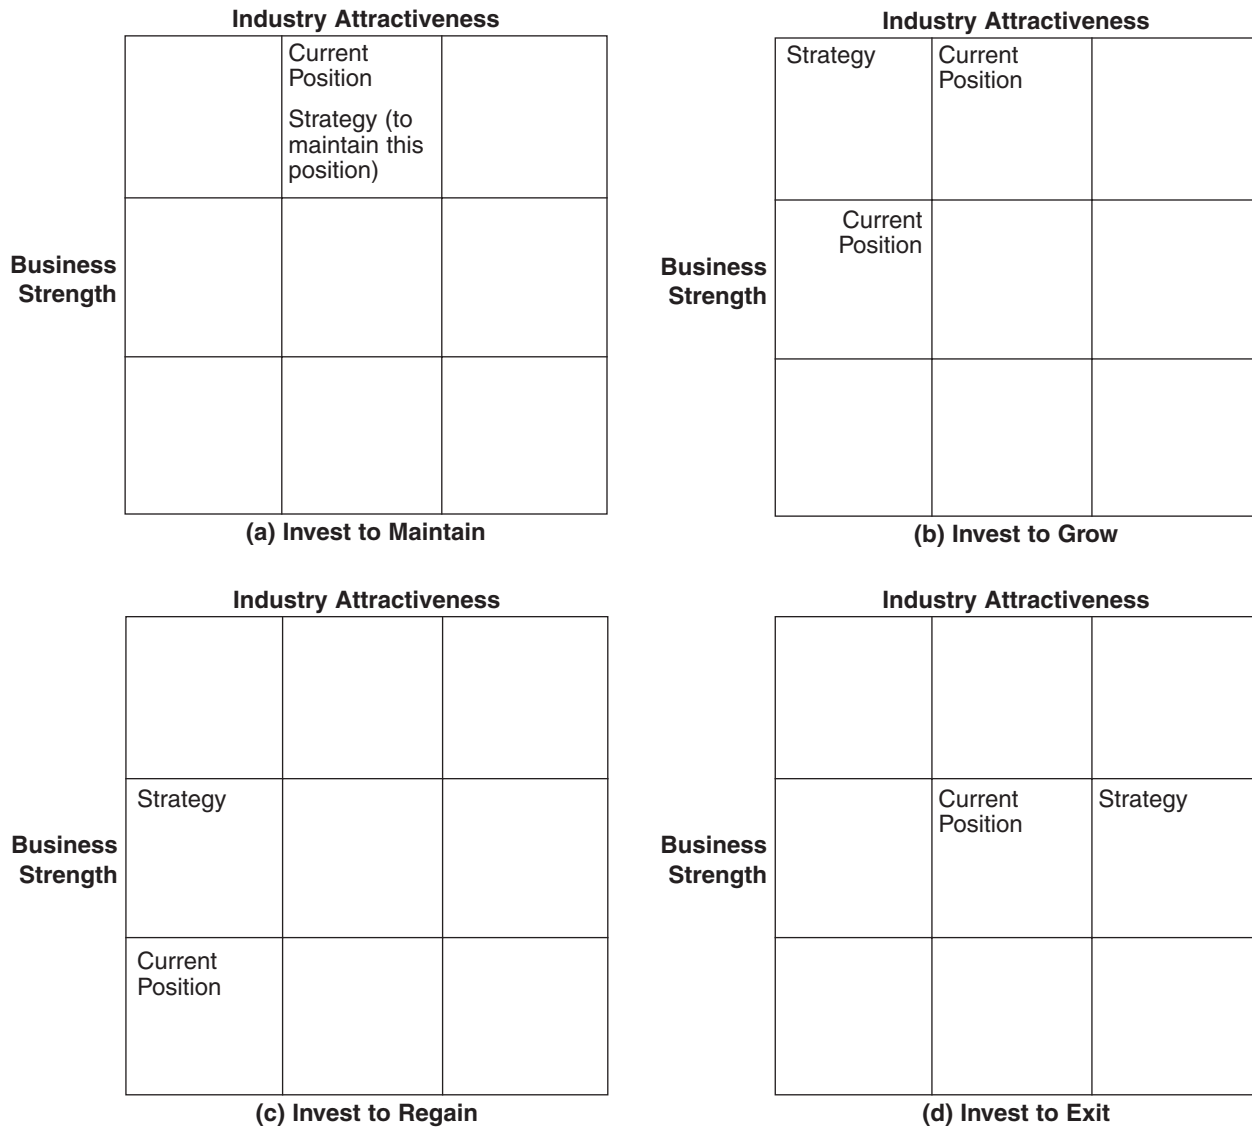 Industry Attractiveness
Current
Position
Strategy (to
maintain this
position)
Business
Strength
(a) Invest to Maintain
Industry Attractiveness
Strategy
Current
Position
Current
Position
Business
Strength
(b) Invest to Grow
Industry Attractiveness
Strategy
Business
Strength
Current
Position
(c) Invest to Regain
Industry Attractiveness
Current
Position
Strategy
Business
Strength
(d) Invest to Exit